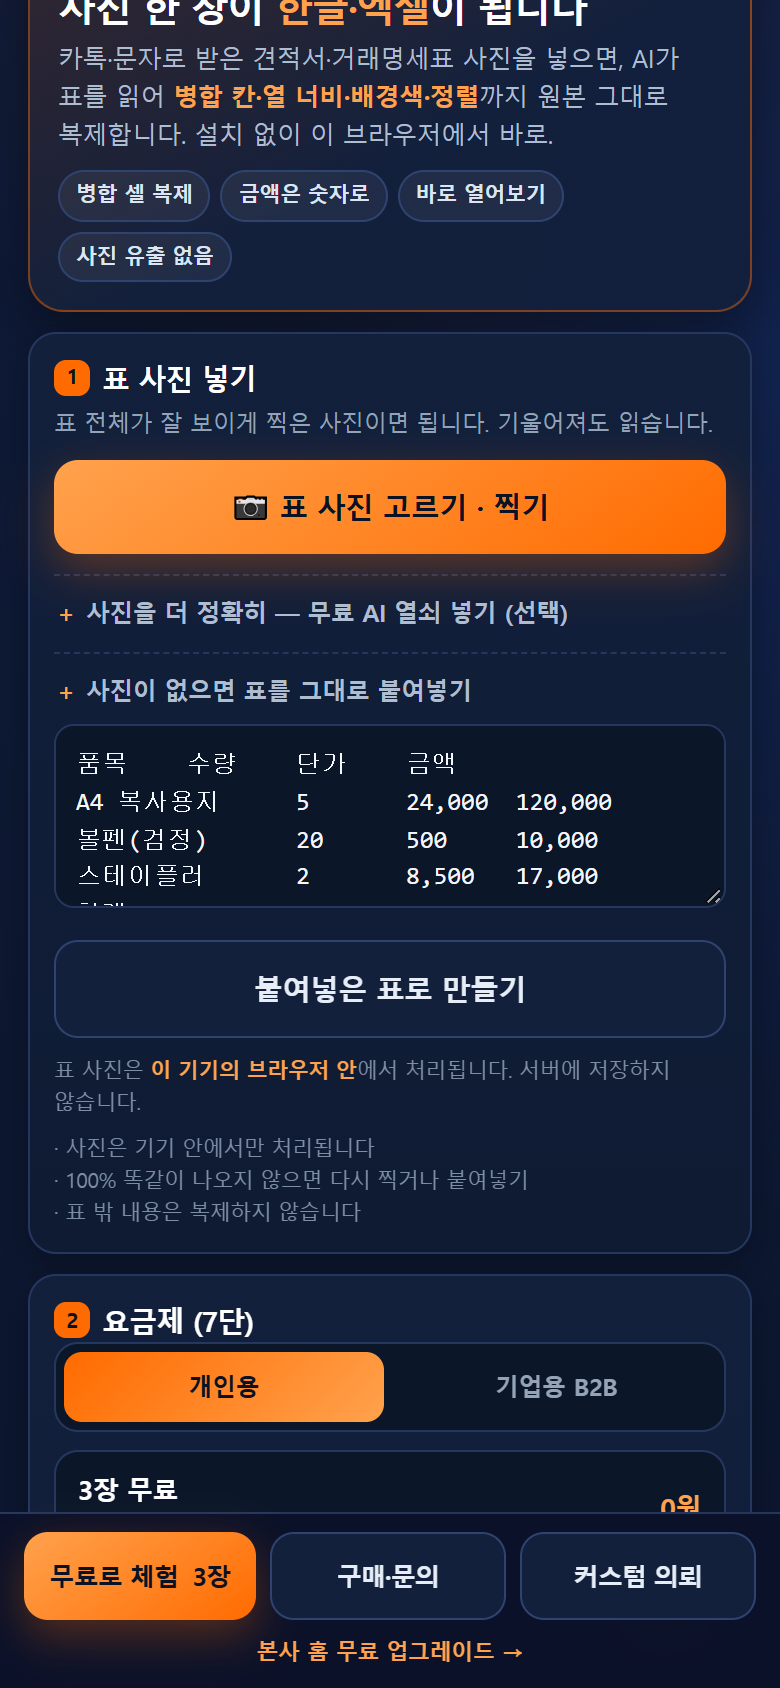 사진 한 장이 한글·엑셀이 됩니다
카톡·문자로 받은 견적서·거래명세표 사진을 넣으면, AI가
표를 읽어 병합 칸·열 너비·배경색·정렬까지 원본 그대로
복제합니다. 설치 없이 이 브라우저에서 바로.
병합 셀 복제 금액은 숫자로 바로 열어보기
사진 유출 없음
1 표 사진 넣기
표 전체가 잘 보이게 찍은 사진이면 됩니다. 기울어져도 읽습니다.
표 사진 고르기 · 찍기
+ 사진을 더 정확히 — 무료 AI 열쇠 넣기 (선택)
+ 사진이 없으면 표를 그대로 붙여넣기
품목 수량 단가 금액
A4 복사용지 5 24,000 120,000
볼펜(검정) 20 500 10,000
스테이플러 2 8,500 17,000
붙여넣은 표로 만들기
표 사진은 이 기기의 브라우저 안에서 처리됩니다. 서버에 저장하지
않습니다.
· 사진은 기기 안에서만 처리됩니다
· 100% 똑같이 나오지 않으면 다시 찍거나 붙여넣기
· 표 밖 내용은 복제하지 않습니다
2 요금제 (7단)
개인용 기업용 B2B
3장 무료
0원
무료로 체험 3장 구매·문의 커스텀 의뢰
본사 홈 무료 업그레이드 →